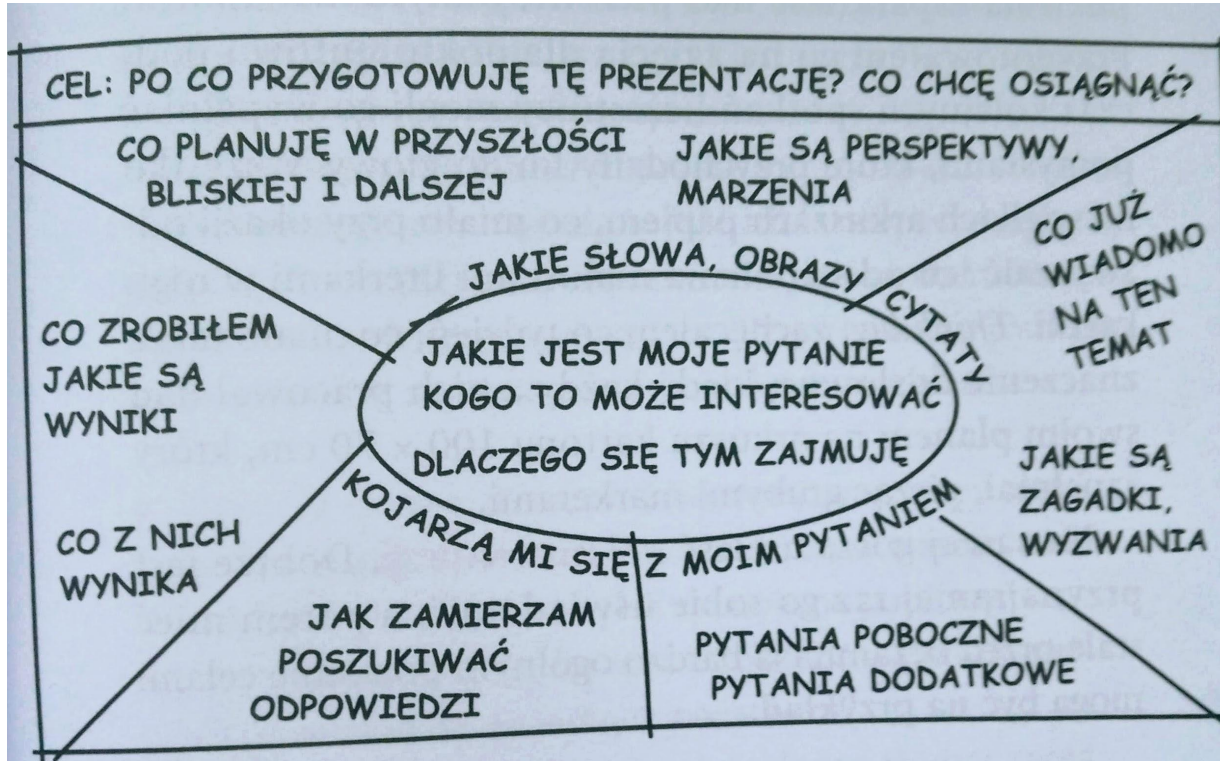 CEL: PO CO PRZYGOTOWUJĘ TĘ PREZENTACJĘ? CO CHCĘ OSIĄGNĄĆ?
CO PLANUJĘ W PRZYSZŁOŚCI
BLISKIEJ I DALSZEJ
JAKIE SĄ PERSPEKTYWY,
MARZENIA
CO JUŻ
WIADOMO
NA TEN
TEMAT
JAKIE SŁOWA, OBRAZY CYTATY
CO ZROBIŁEM
JAKIE SĄ
WYNIKI
JAKIE JEST MOJE PYTANIE
KOGO TO MOŻE INTERESOWAĆ
DLACZEGO SIĘ TYM ZAJMUJĘ
KOJARZĄ MI SIĘ Z MOIM PYTANIEM
JAKIE SĄ
ZAGADKI,
WYZWANIA
CO Z NICH
WYNIKA
JAK ZAMIERZAM
POSZUKIWAĆ
ODPOWIEDZI
PYTANIA POBOCZNE
PYTANIA DODATKOWE